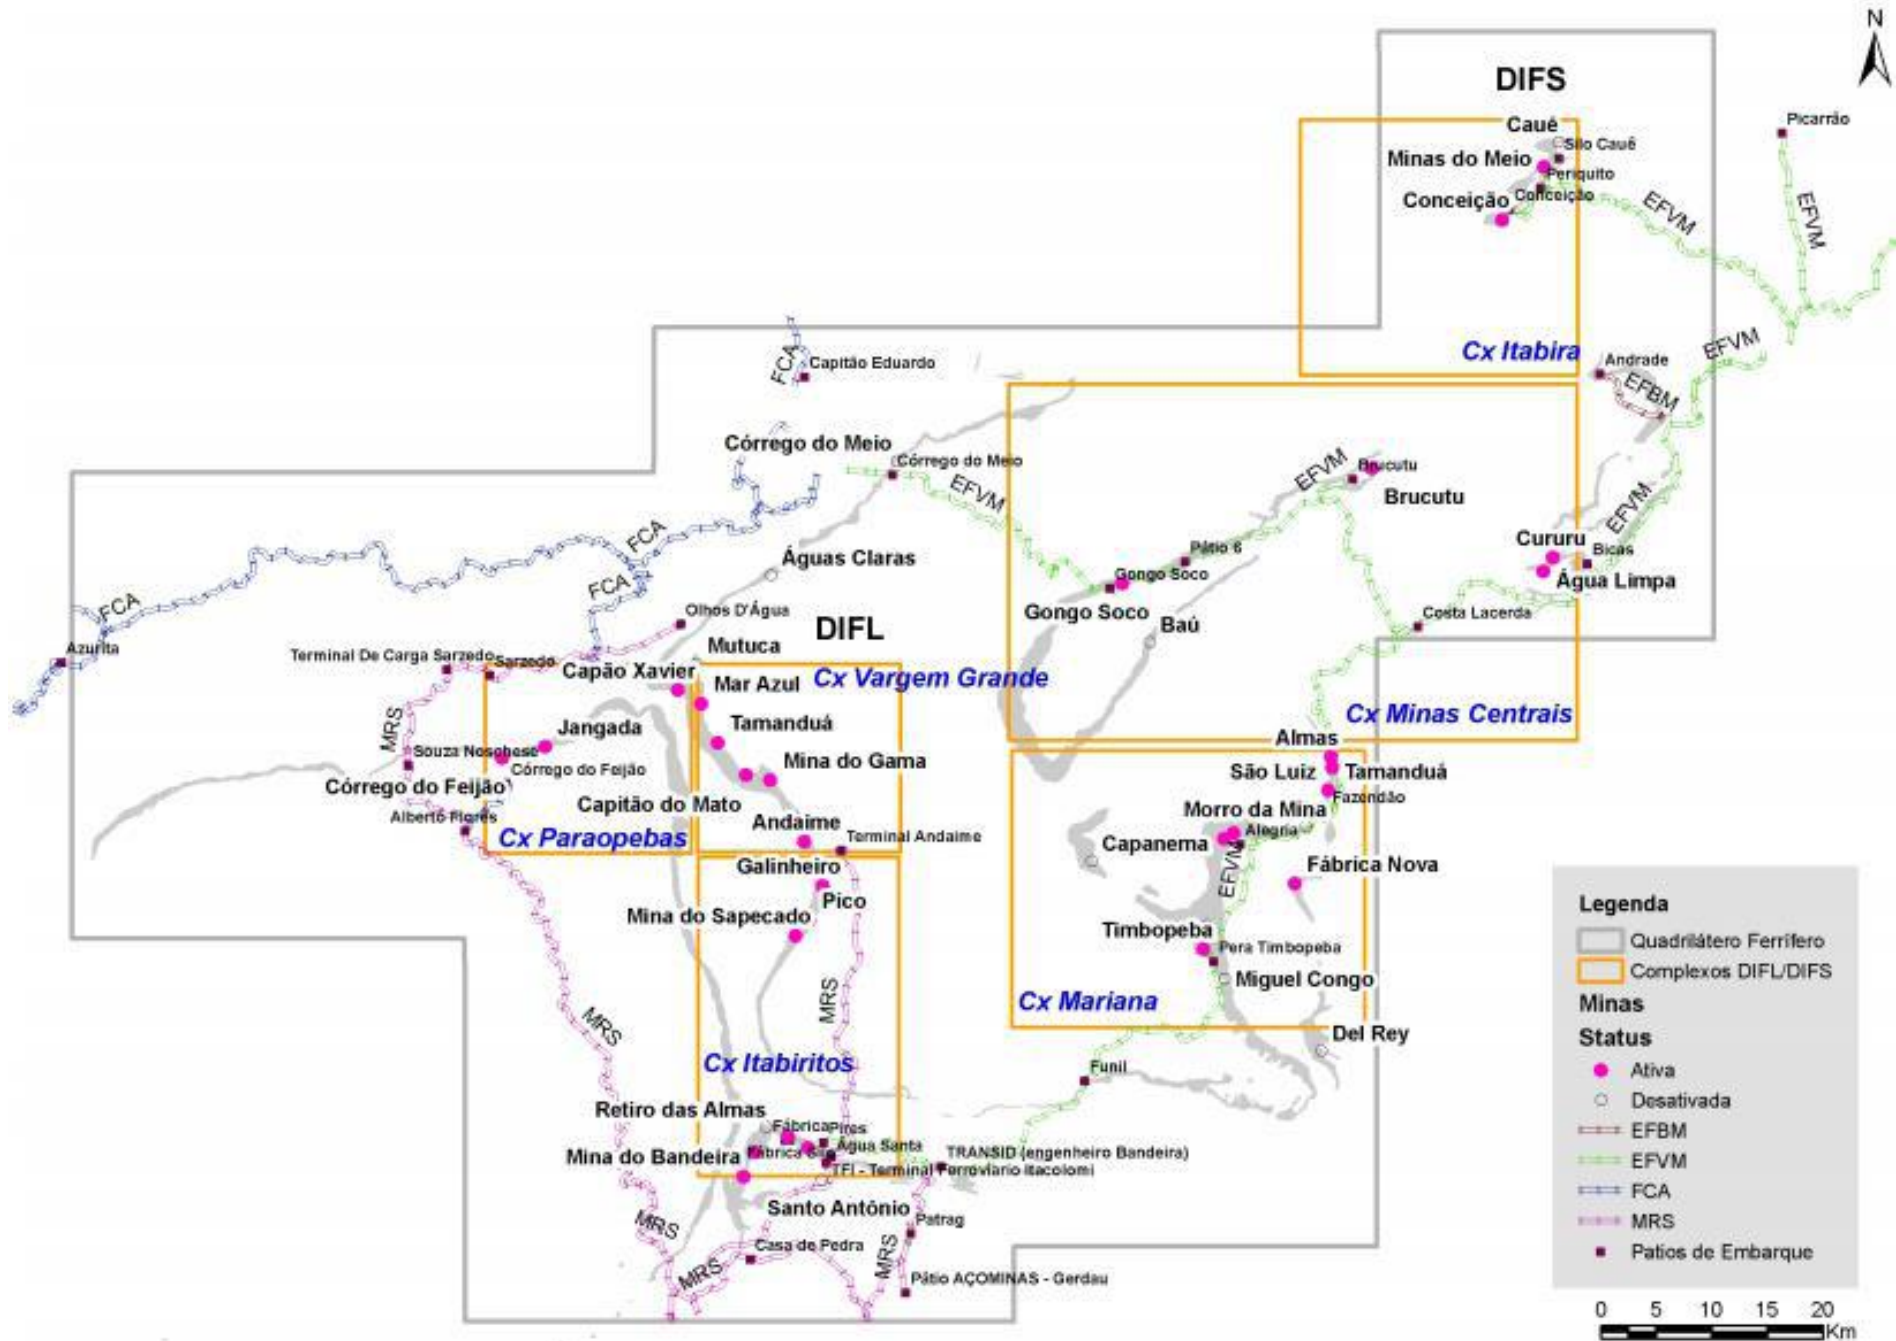 N
DIFS
Cauê
Silo Cauê
Picarrão
Minas do Meio
Periquito
Conceição
Conceição
EFVM
EFVM
Cx Itabira
EFVM
Andrade
EFBM
FCA
Capitão Eduardo
Córrego do Meio
Córrego do Meio
EFVM
EFVM
Brucutu
Brucutu
EFVM
FCA
Águas Claras
Pátio 6
Cururu
Bicas
Gongo Soco
Água Limpa
FCA
FCA
Olhos D'Água
Gongo Soco
Baú
Costa Lacerda
DIFL
Mutuca
Azurita
Terminal De Carga Sarzedo
Sarzedo
Capão Xavier
Mar Azul
Cx Vargem Grande
Cx Minas Centrais
MRS
Jangada
Tamanduá
Almas
Córrego do Feijão
Mina do Gama
São Luiz
Tamanduá
Córrego do Feijão
Capitão do Mato
Fazendão
Morro da Mina
Alberto Flores
Cx Paraopebas
Andaime
Terminal Andaime
Alegria
Capanema
EFVM
Fábrica Nova
Galinheiro
Pico
Mina do Sapecado
Timbopeba
Pera Timbopeba
Miguel Congo
MRS
MRS
Cx Mariana
Del Rey
Cx Itabiritos
Funil
Retiro das Almas
Fábrica
Pires
Água Santa
Mina do Bandeira
TRANSID (engenheiro Bandeira)
TFI - Terminal Ferroviario Itacolomi
Santo Antônio
Patrag
MRS
Casa de Pedra
MRS
MRS
Pátio AÇOMINAS - Gerdau
Legenda
Quadrilátero Ferrífero
Complexos DIFL/DIFS
Minas
Status
Ativa
Desativada
EFBM
EFVM
FCA
MRS
Patios de Embarque
0 5 10 15 20
Km